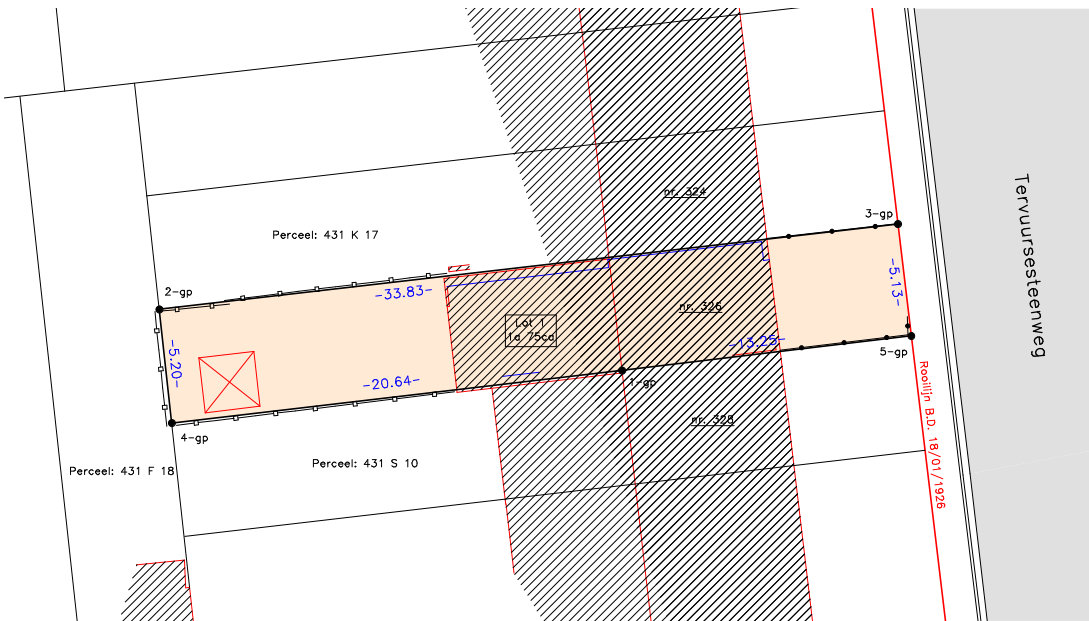 Tervuursesteenweg
nr. 324
3-gp
Perceel: 431 K 17
2-gp
-33.83-
-5.13-
nr. 326
Lot 1
1a 75ca
-13.25-
5-gp
-5.20-
-20.64-
1-gp
Rooilijn B.D. 18/01/1926
nr. 328
4-gp
Perceel: 431 S 10
Perceel: 431 F 18